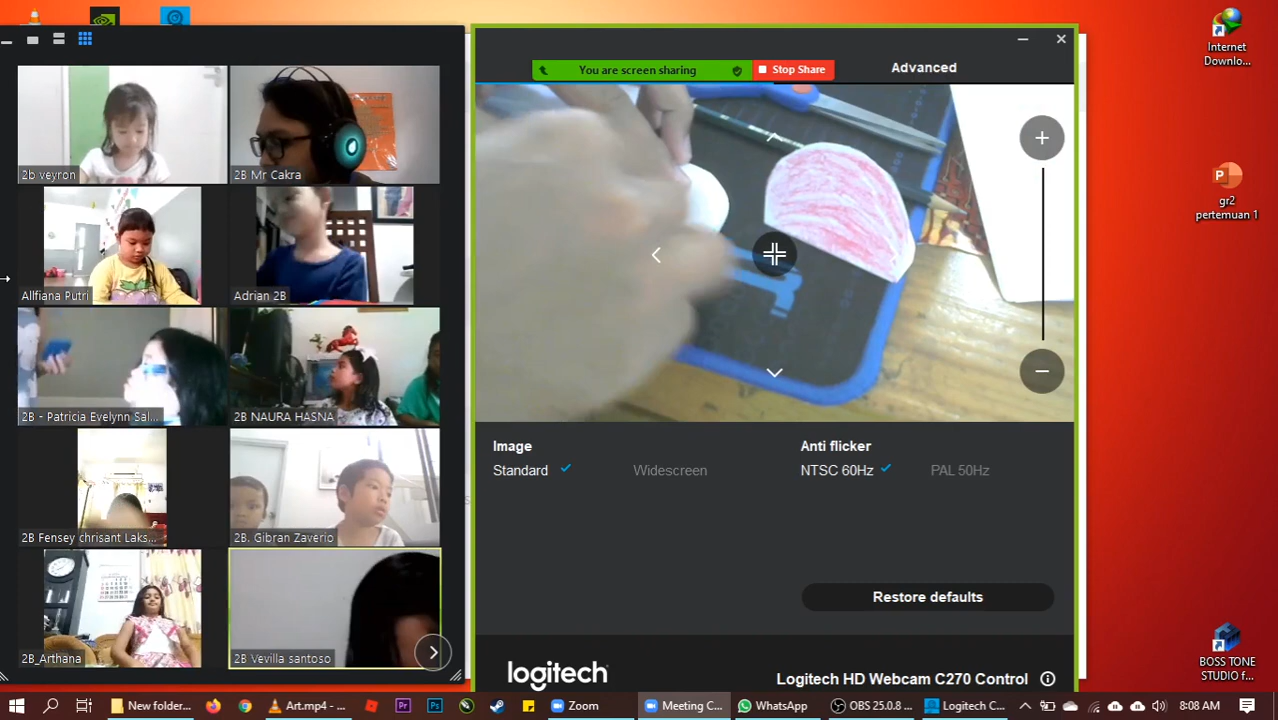 You are screen sharing
Stop Share
Advanced
Internet
Downlo...
2b veyron
2B Mr Cakra
gr2
pertemuan 1
Allfiana Putri
Adrian 2B
2B - Patricia Evelynn Sal...
2B NAURA HASNA
Image
Anti flicker
Standard
Widescreen
NTSC 60Hz
PAL 50Hz
2B Fensey chrisant Laks...
2B. Gibran Zaverio
Restore defaults
2B_Arthana
2B Vevilla santoso
BOSS TONE
STUDIO f...
logitech
Logitech HD Webcam C270 Control
New folder...
Art.mp4 - ...
Pr
Ps
Zoom
Meeting C...
WhatsApp
OBS 25.0.8 ...
Logitech C...
8:08 AM